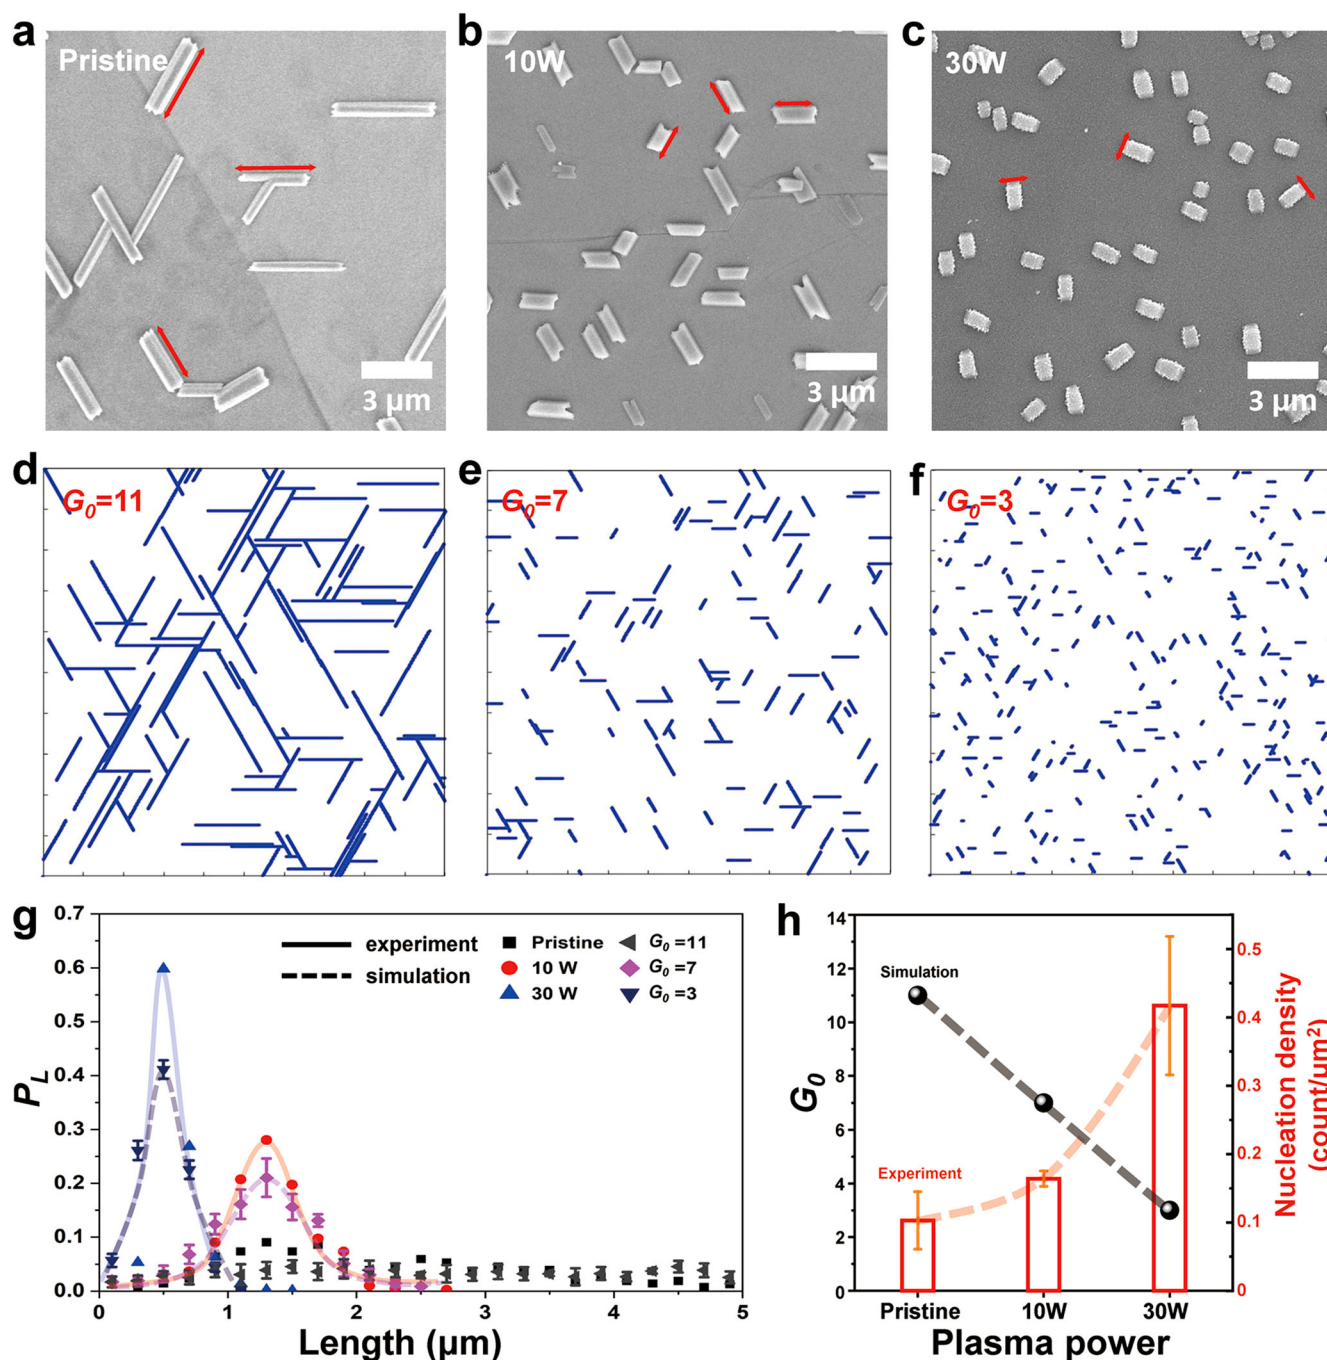 a
Pristine
3 μm
b
10W
3 μm
c
30W
3 μm
d
G0=11
e
G0=7
f
G0=3
g
0.7
0.6
0.5
0.4
0.3
0.2
0.1
0.0
PL
experiment
simulation
Pristine
10 W
30 W
G0 =11
G0 =7
G0 =3
0 1 2 3 4 5
Length (μm)
h
14
12
10
8
6
4
2
0
G0
Simulation
Experiment
0.5
0.4
0.3
0.2
0.1
0
Nucleation density
(count/μm²)
Pristine 10W 30W
Plasma power